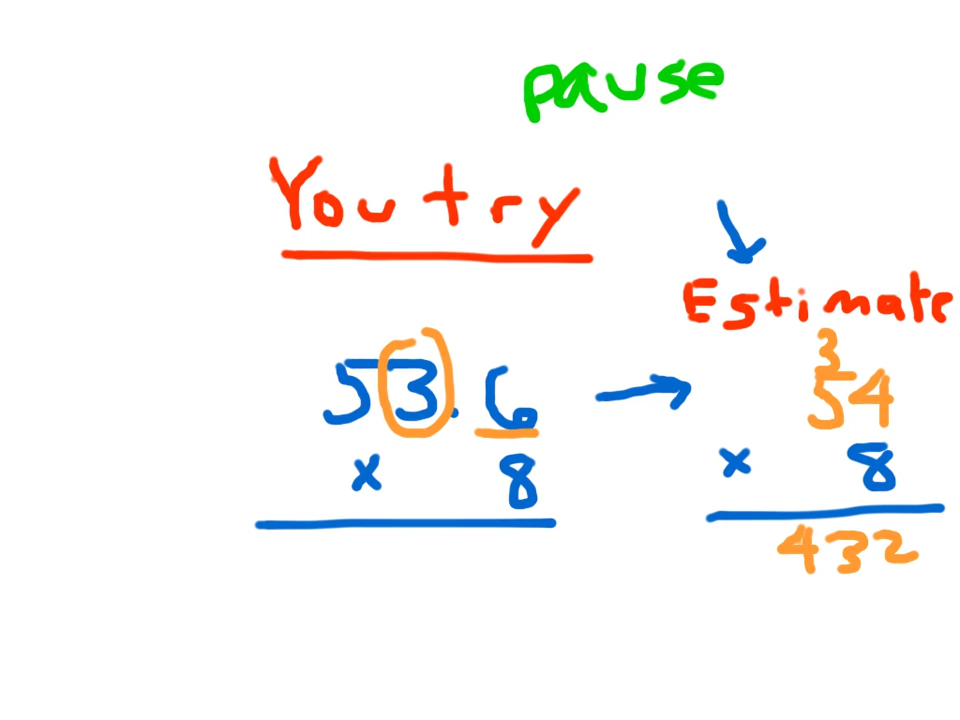 pause
You try
Estimate
3
53.6 → 54
x 8 x 8
432